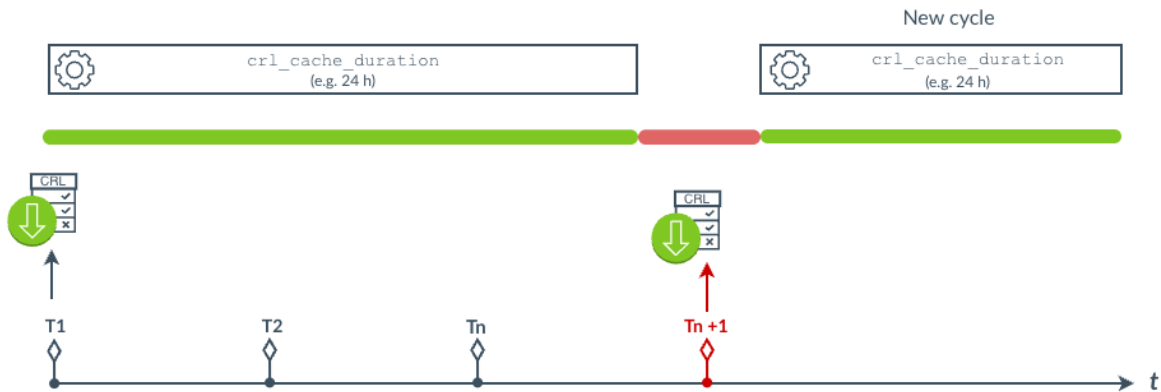 New cycle
crl_cache_duration
(e.g. 24 h)
crl_cache_duration
(e.g. 24 h)
CRL
CRL
T1
T2
Tn
Tn +1
t